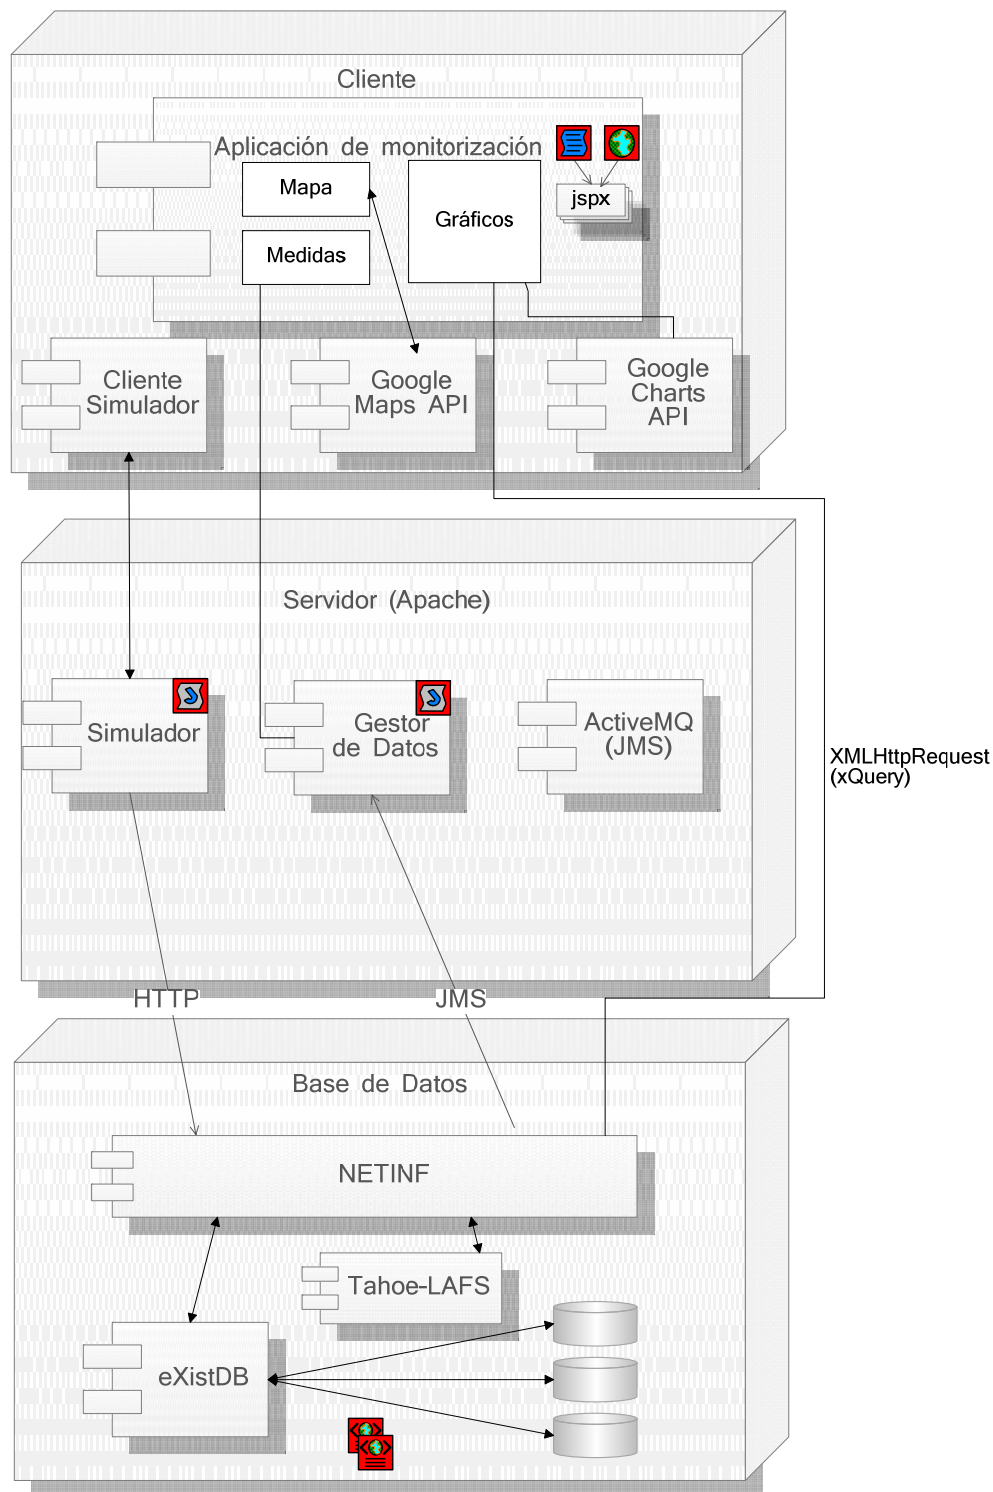 Cliente
Aplicación de monitorización
Mapa
Gráficos
jspx
Medidas
Cliente
Simulador
Google
Maps API
Google
Charts
API
Servidor (Apache)
Simulador
Gestor
de Datos
ActiveMQ
(JMS)
XMLHttpRequest
(xQuery)
HTTP
JMS
Base de Datos
NETINF
Tahoe-LAFS
eXistDB